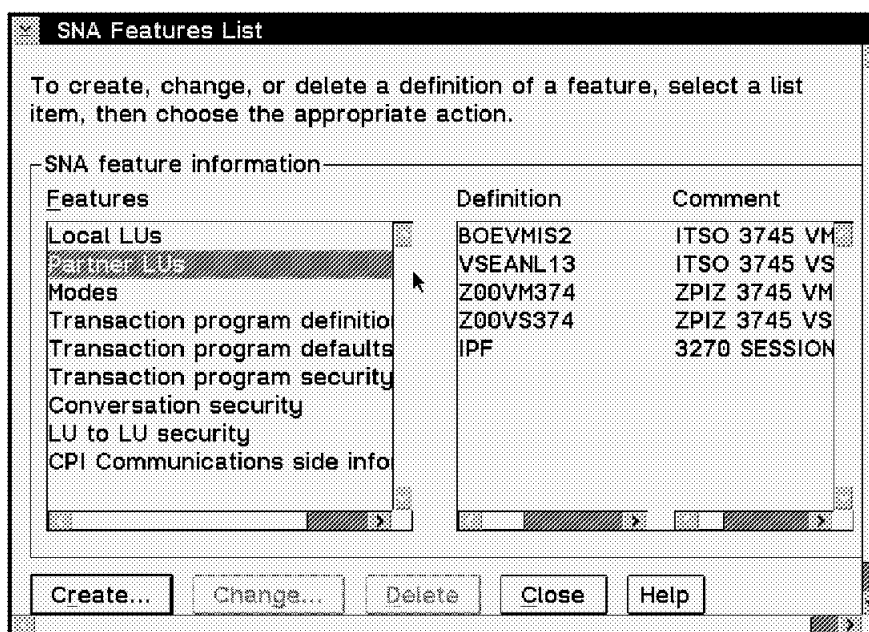 SNA Features List
To create, change, or delete a definition of a feature, select a list
item, then choose the appropriate action.
SNA feature information
Features Definition Comment
Local LUs BOEVMIS2 ITSO 3745 VM
Partner LUs VSEANL13 ITSO 3745 VS
Modes Z00VM374 ZPIZ 3745 VM
Transaction program definitio Z00VS374 ZPIZ 3745 VS
Transaction program defaults IPF 3270 SESSION
Transaction program security
Conversation security
LU to LU security
CPI Communications side info
Create... Change... Delete Close Help